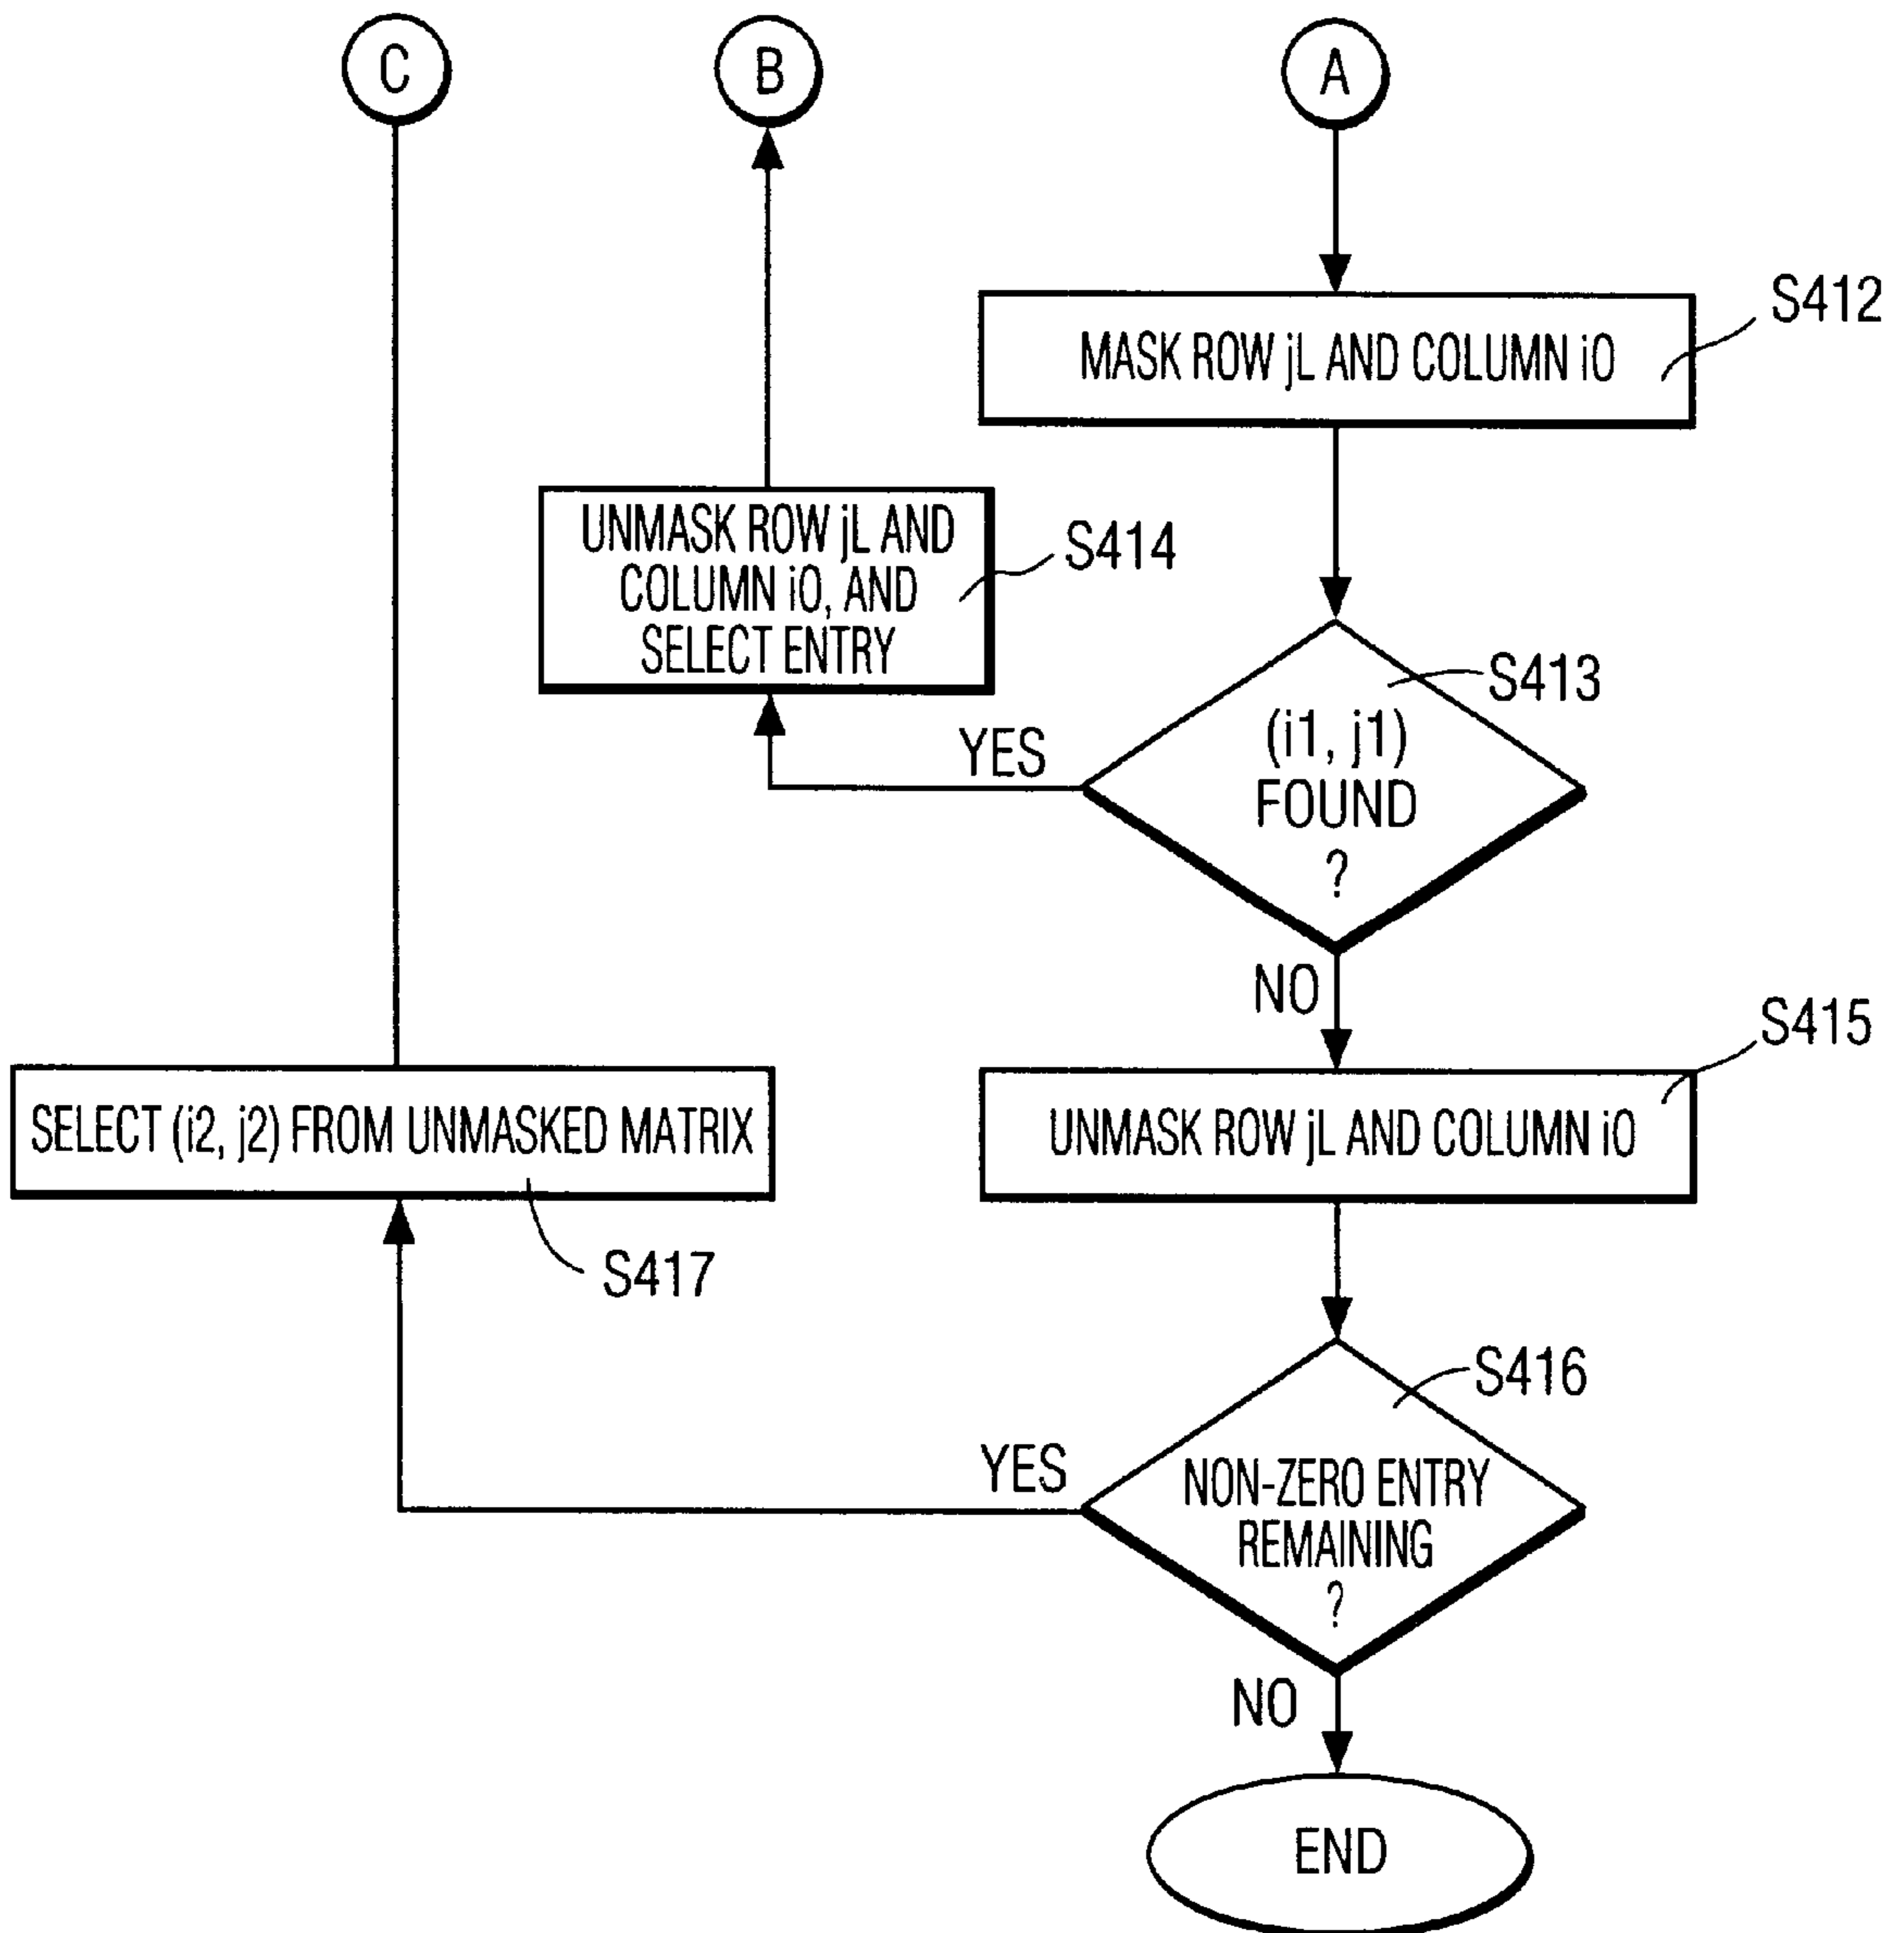 C
B
A
S412
MASK ROW jL AND COLUMN i0
UNMASK ROW jL AND
COLUMN i0, AND
SELECT ENTRY
S414
S413
(i1, j1)
FOUND
?
YES
NO
S415
SELECT (i2, j2) FROM UNMASKED MATRIX
UNMASK ROW jL AND COLUMN i0
S417
S416
YES
NON-ZERO ENTRY
REMAINING
?
NO
END